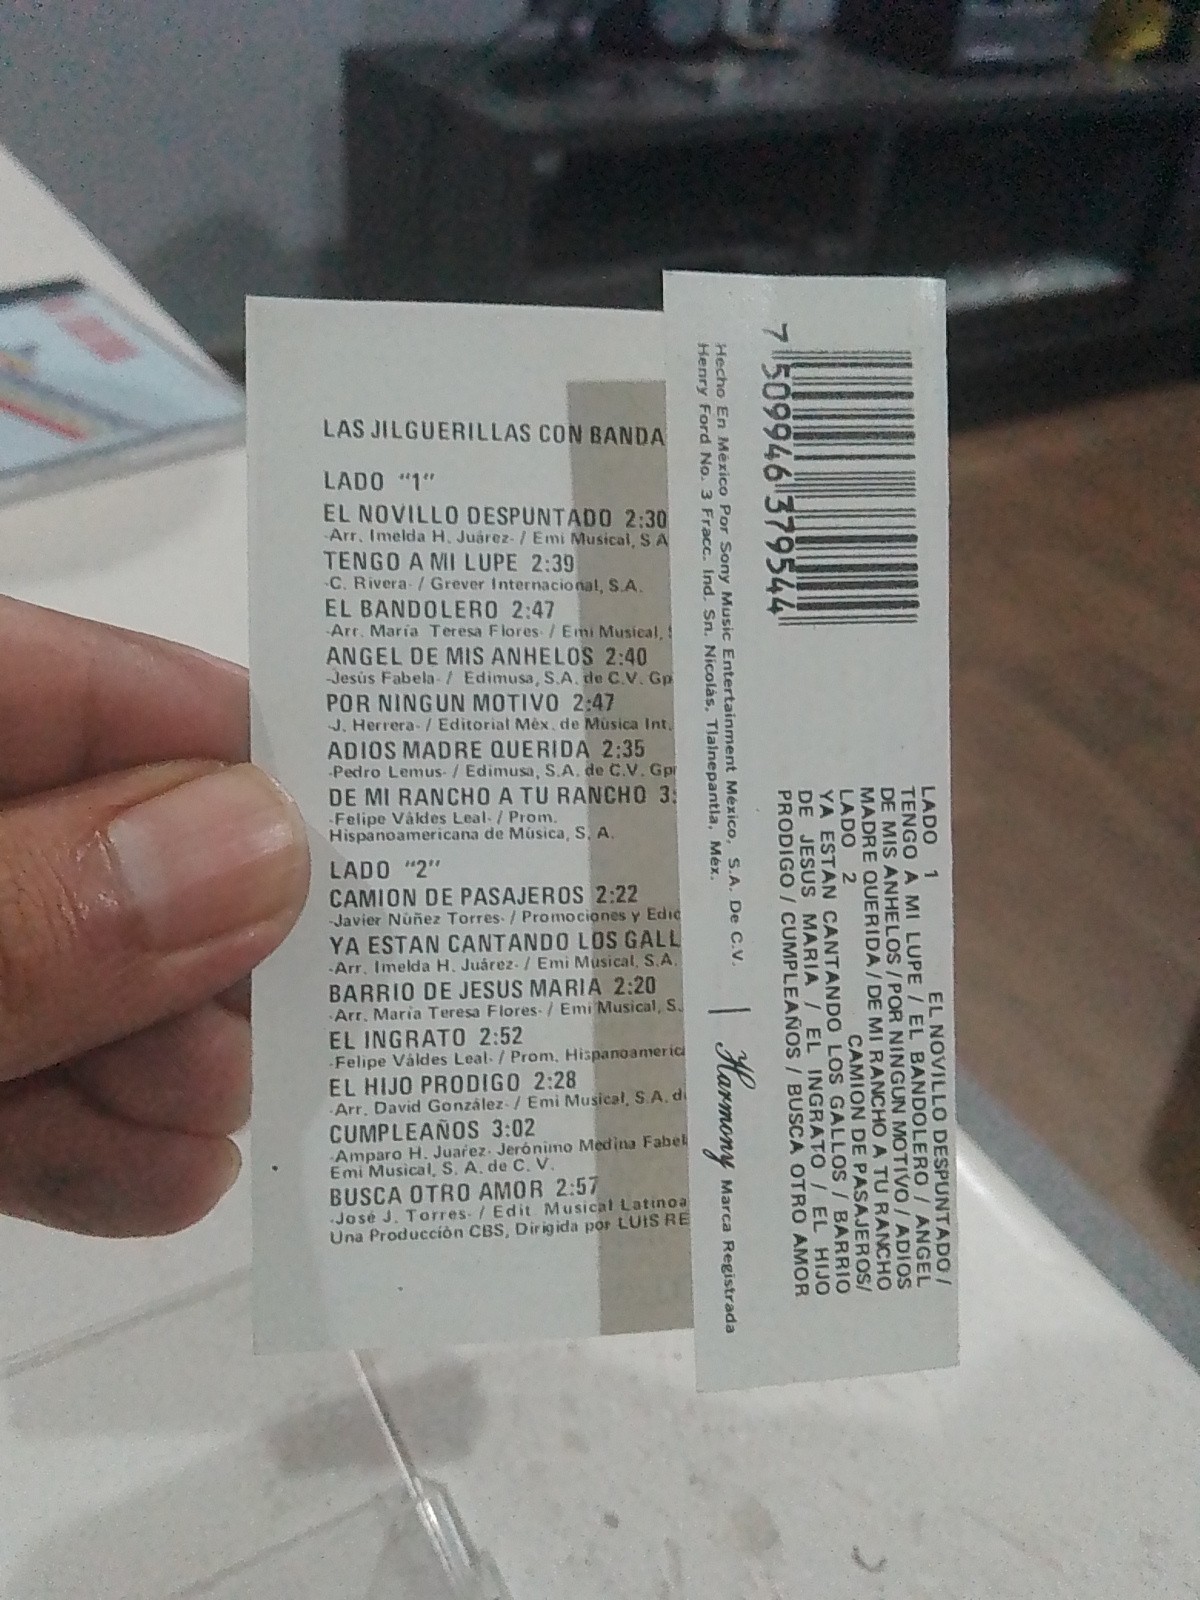 LAS JILGUERILLAS CON BANDA
LADO "1"
EL NOVILLO DESPUNTADO 2:30
-Arr. Imelda H. Juárez- / Emi Musical, S.A
TENGO A MI LUPE 2:39
-C. Rivera- / Grever Internacional, S.A.
EL BANDOLERO 2:47
-Arr. María Teresa Flores- / Emi Musical,
ANGEL DE MIS ANHELOS 2:40
-Jesús Fabela- / Edimusa, S.A. de C.V. Gp
POR NINGUN MOTIVO 2:47
-J. Herrera- / Editorial Méx. de Música Int.
ADIOS MADRE QUERIDA 2:35
-Pedro Lemus- / Edimusa, S.A. de C.V. Gp
DE MI RANCHO A TU RANCHO 3:
-Felipe Váldes Leal- / Prom.
Hispanoamericana de Música, S. A.
LADO "2"
CAMION DE PASAJEROS 2:22
-Javier Núñez Torres- / Promociones y Edic
YA ESTAN CANTANDO LOS GALL
-Arr. Imelda H. Juárez- / Emi Musical, S.A.
BARRIO DE JESUS MARIA 2:20
-Arr. María Teresa Flores- / Emi Musical, S.
EL INGRATO 2:52
-Felipe Váldes Leal- / Prom. Hispanoameric
EL HIJO PRODIGO 2:28
-Arr. David González- / Emi Musical, S.A. d
CUMPLEAÑOS 3:02
-Amparo H. Juaréz- Jerónimo Medina Fabel
Emi Musical, S. A. de C. V.
BUSCA OTRO AMOR 2:57
-José J. Torres- / Edit. Musical Latinoa
Una Producción CBS, Dirigida por LUIS RE
7 509946 379544
Hecho En México Por Sony Music Entertainment México, S.A. De C.V.
Henry Ford No. 3 Fracc. Ind. Sn. Nicolás, Tlalnepantla, Méx.
Harmony Marca Registrada
LADO 1 EL NOVILLO DESPUNTADO /
TENGO A MI LUPE / EL BANDOLERO / ANGEL
DE MIS ANHELOS / POR NINGUN MOTIVO / ADIOS
MADRE QUERIDA / DE MI RANCHO A TU RANCHO
LADO 2 CAMION DE PASAJEROS/
YA ESTAN CANTANDO LOS GALLOS / BARRIO
DE JESUS MARIA / EL INGRATO / EL HIJO
PRODIGO / CUMPLEAÑOS / BUSCA OTRO AMOR